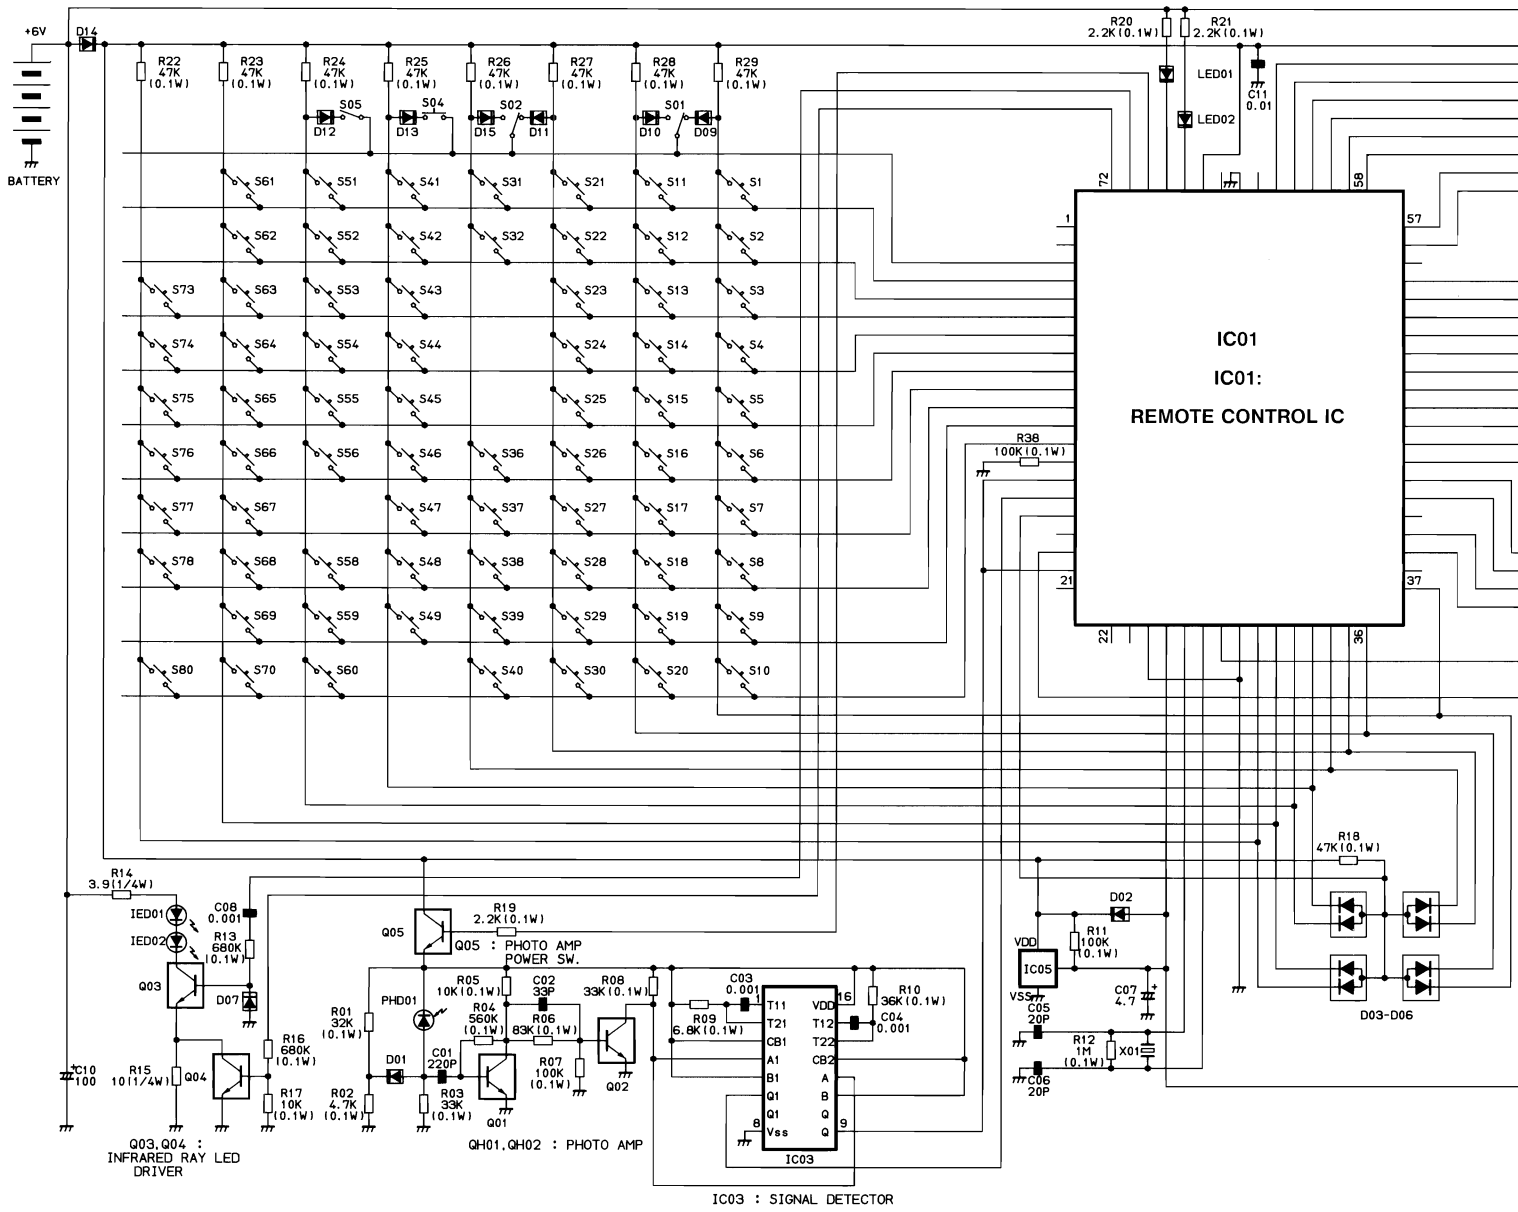 +6V
D14
R22
47K
(0.1W)
R23
47K
(0.1W)
R24
47K
(0.1W)
R25
47K
(0.1W)
R26
47K
(0.1W)
R27
47K
(0.1W)
R28
47K
(0.1W)
R29
47K
(0.1W)
R20
2.2K(0.1W)
R21
2.2K(0.1W)
LED01
LED02
C11
0.01
BATTERY
S05
D12
S04
D13
S02
D15
D11
S01
D10
D09
S61
S51
S41
S31
S21
S11
S1
S62
S52
S42
S32
S22
S12
S2
S73
S63
S53
S43
S23
S13
S3
S74
S64
S54
S44
S24
S14
S4
S75
S65
S55
S45
S25
S15
S5
S76
S66
S56
S46
S36
S26
S16
S6
S77
S67
S47
S37
S27
S17
S7
S78
S68
S58
S48
S38
S28
S18
S8
S69
S59
S49
S39
S29
S19
S9
S80
S70
S60
S40
S30
S20
S10
72
58
1
57
IC01
IC01:
REMOTE CONTROL IC
R38
100K(0.1W)
21
37
22
36
R18
47K(0.1W)
D03-D06
R14
3.9(1/4W)
IED01
IED02
C08
0.001
R13
680K
(0.1W)
Q03
D07
R16
680K
(0.1W)
C10
100
R15
10(1/4W)
Q04
R17
10K
(0.1W)
Q03,Q04 :
INFRARED RAY LED
DRIVER
Q05
R19
2.2K(0.1W)
Q05 : PHOTO AMP
POWER SW.
R01
32K
(0.1W)
PHD01
R05
10K(0.1W)
R04
560K
(0.1W)
C02
33P
R06
83K(0.1W)
R08
33K(0.1W)
D01
C01
220P
R07
100K
(0.1W)
Q02
R02
4.7K
(0.1W)
R03
33K
(0.1W)
Q01
QH01,QH02 : PHOTO AMP
C03
0.001
R09
6.8K(0.1W)
R10
36K(0.1W)
C04
0.001
1
T11
T21
CB1
A1
B1
Q1
Q1
8
Vss
16
VDD
T12
T22
CB2
A
B
Q
Q
9
IC03
IC03 : SIGNAL DETECTOR
D02
R11
100K
(0.1W)
VDD
IC05
VSS
C07
4.7
C05
20P
R12
1M
(0.1W)
X01
C06
20P